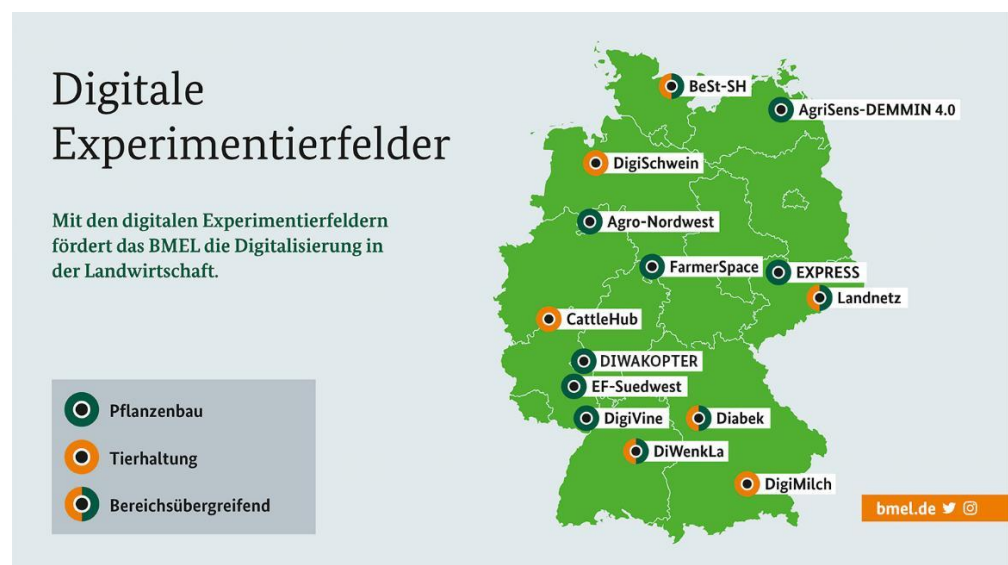 Digitale
Experimentierfelder
Mit den digitalen Experimentierfeldern
fördert das BMEL die Digitalisierung in
der Landwirtschaft.
Pflanzenbau
Tierhaltung
Bereichsübergreifend
BeSt-SH
AgriSens-DEMMIN 4.0
DigiSchwein
Agro-Nordwest
FarmerSpace
EXPRESS
Landnetz
CattleHub
DIWAKOPTER
EF-Suedwest
DigiVine
Diabek
DiWenkLa
DigiMilch
bmel.de